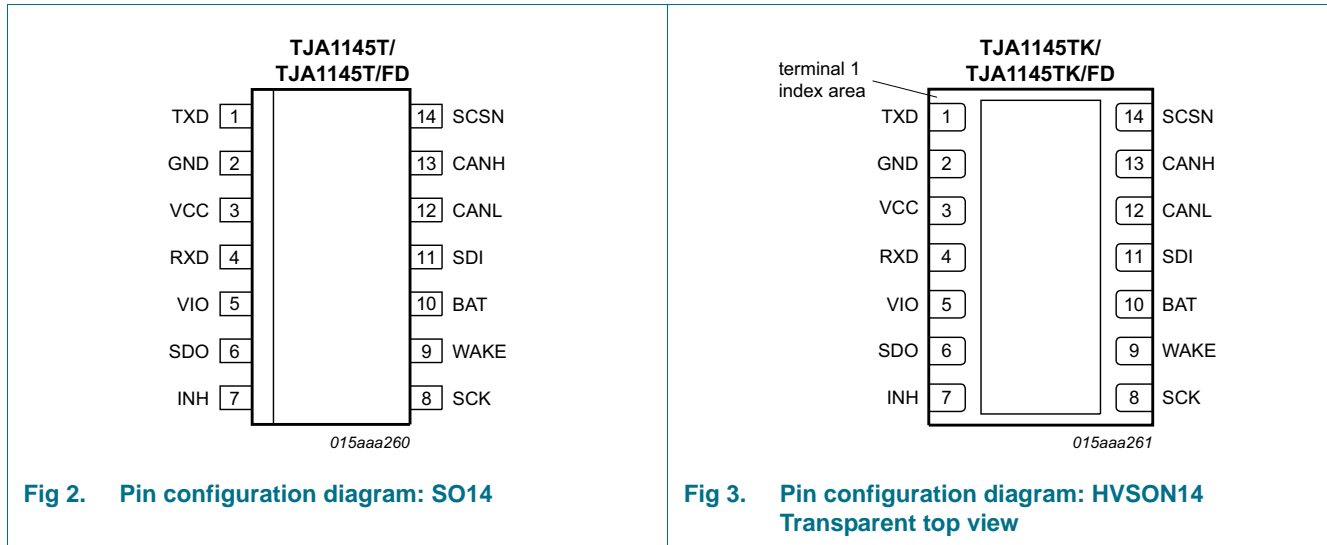 TJA1145T/
TJA1145T/FD
TXD 1 14 SCSN
GND 2 13 CANH
VCC 3 12 CANL
RXD 4 11 SDI
VIO 5 10 BAT
SDO 6 9 WAKE
INH 7 8 SCK
015aaa260
Fig 2. Pin configuration diagram: SO14
TJA1145TK/
TJA1145TK/FD
terminal 1
index area
TXD 1 14 SCSN
GND 2 13 CANH
VCC 3 12 CANL
RXD 4 11 SDI
VIO 5 10 BAT
SDO 6 9 WAKE
INH 7 8 SCK
015aaa261
Fig 3. Pin configuration diagram: HVSON14
Transparent top view